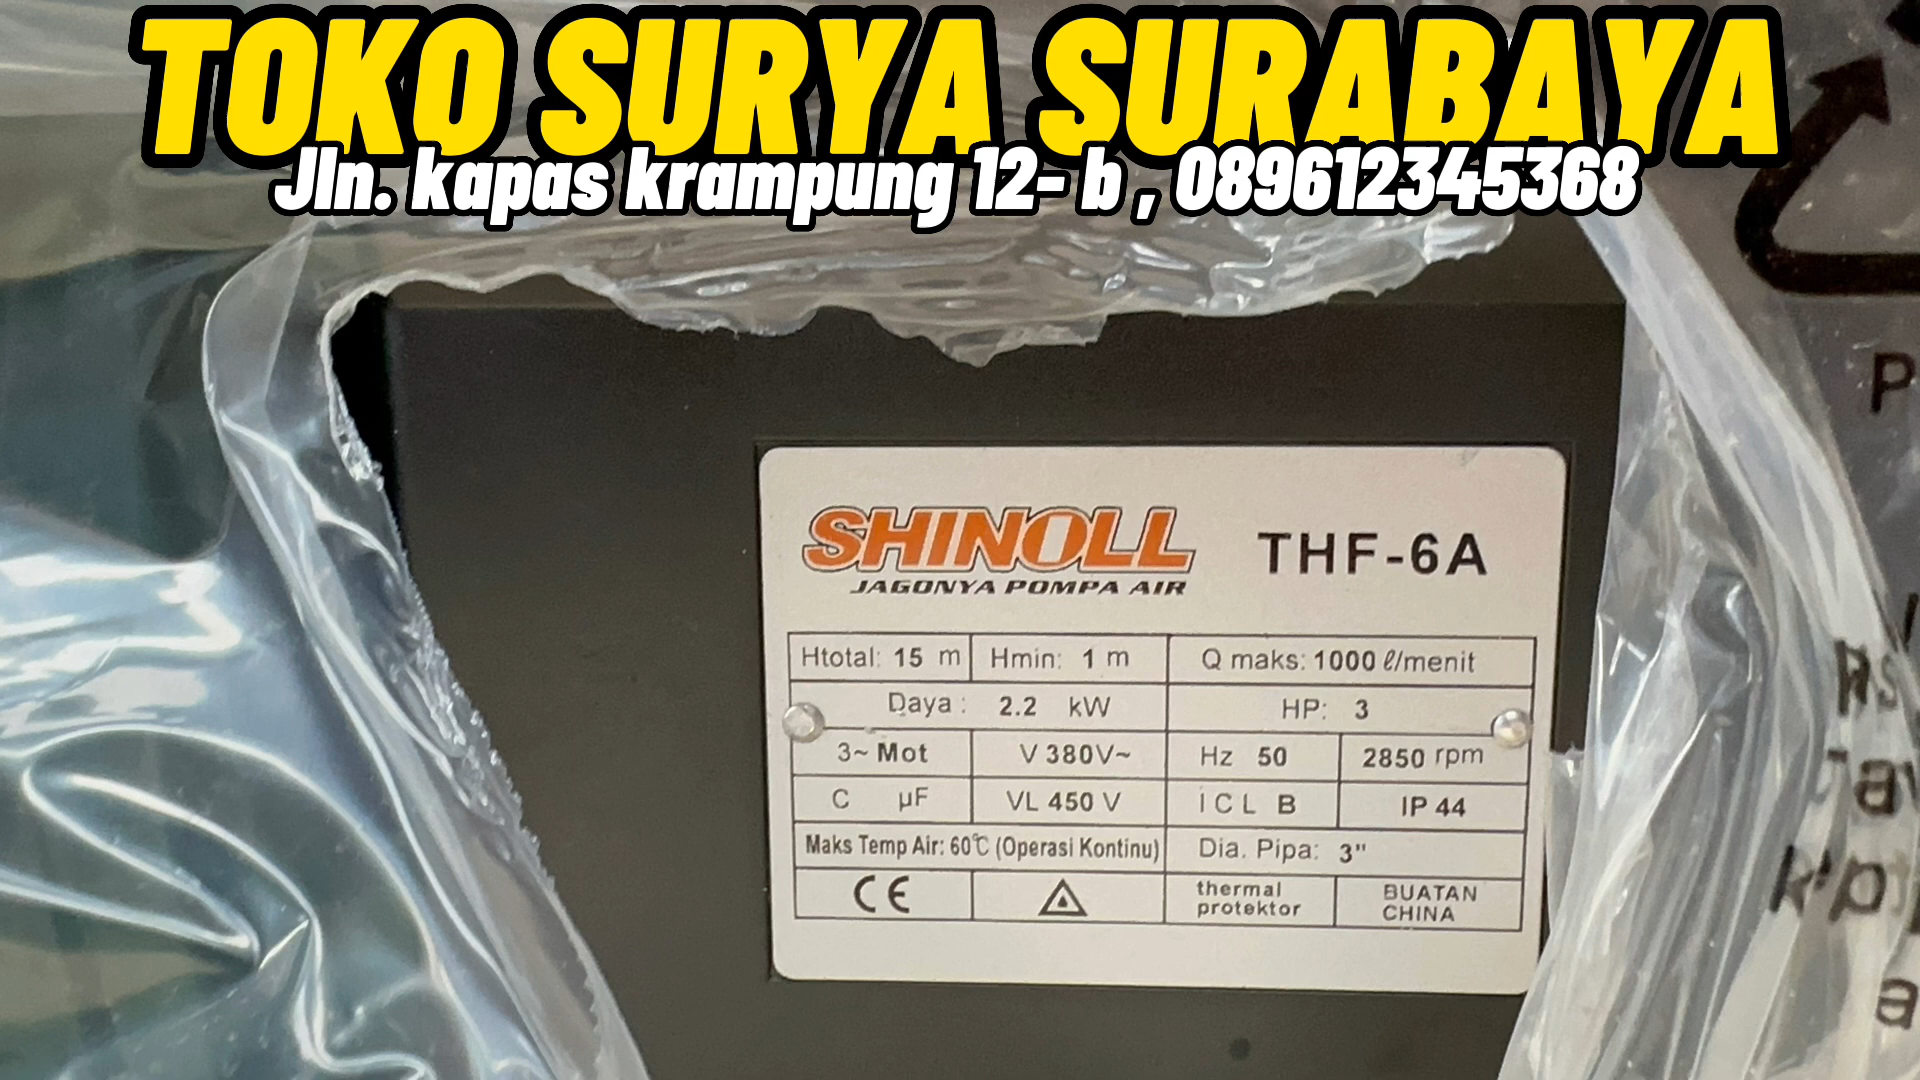 TOKO SURYA SURABAYA
Jln. kapas krampung 12- b , 089612345368
SHINOLL THF-6A
JAGONYA POMPA AIR
Htotal: 15 m Hmin: 1 m Q maks: 1000 ℓ/menit
Daya : 2.2 kW HP: 3
3~ Mot V 380V~ Hz 50 2850 rpm
C µF VL 450 V I C L B IP 44
Maks Temp Air: 60℃ (Operasi Kontinu) Dia. Pipa: 3"
CE thermal protektor BUATAN CHINA